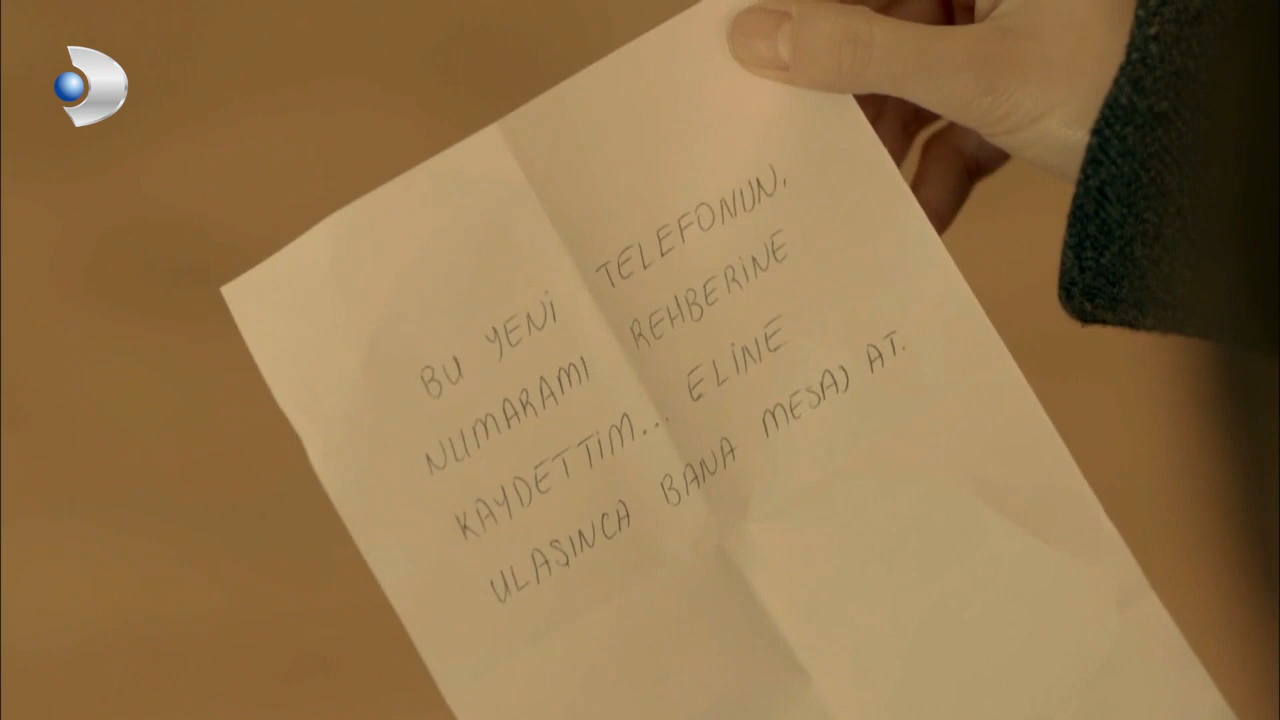 BU YENİ TELEFONUN,
NUMARAMI REHBERİNE
KAYDETTİM... ELİNE
ULAŞINCA BANA MESAJ AT.